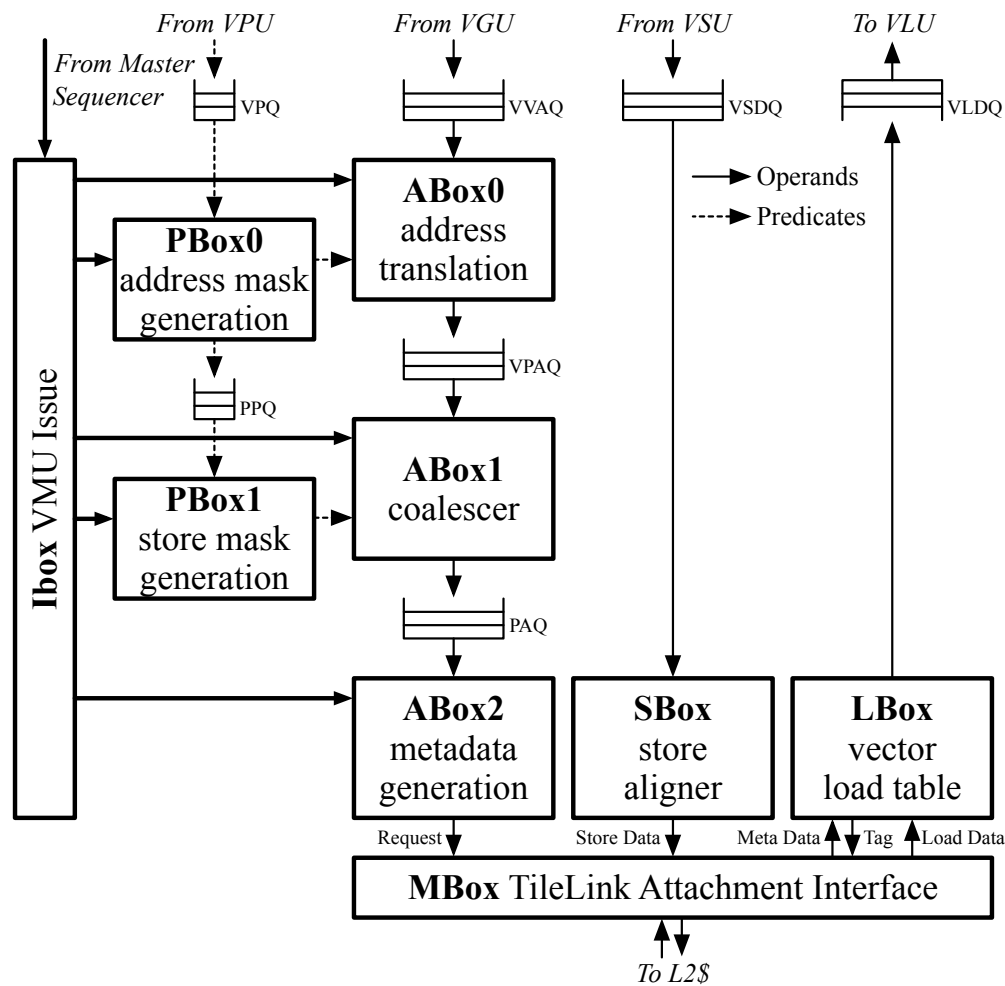 From VPU
From VGU
From VSU
To VLU
From Master
Sequencer
VPQ
VVAQ
VSDQ
VLDQ
Operands
Predicates
ABox0
address
translation
PBox0
address mask
generation
VPAQ
PPQ
Ibox VMU Issue
ABox1
coalescer
PBox1
store mask
generation
PAQ
ABox2
metadata
generation
SBox
store
aligner
LBox
vector
load table
Request
Store Data
Meta Data
Tag
Load Data
MBox TileLink Attachment Interface
To L2$